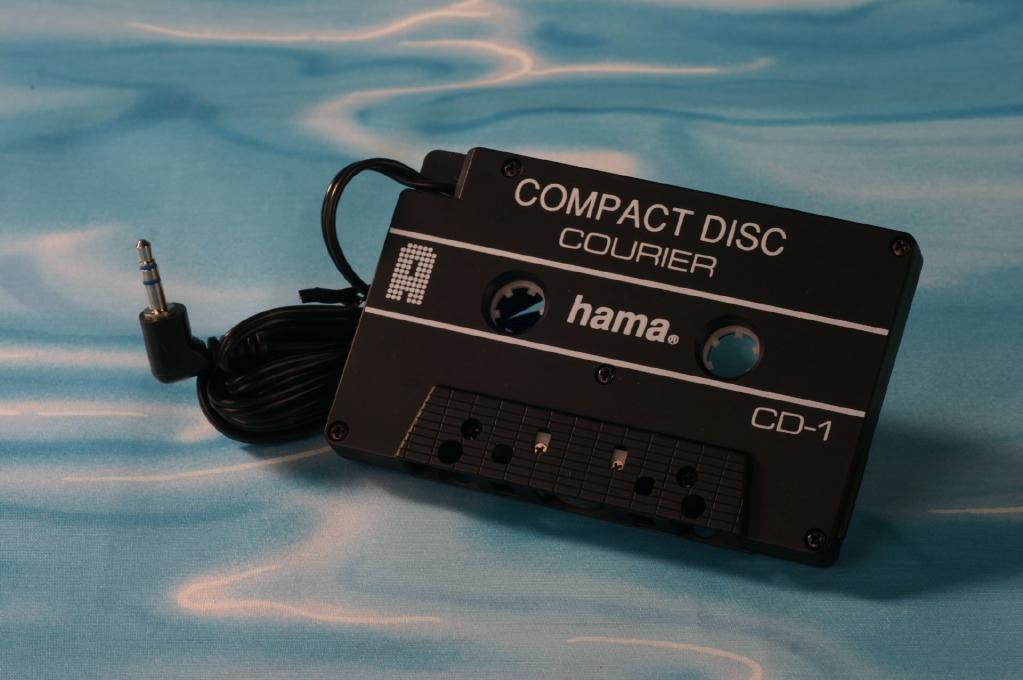 COMPACT DISC
COURIER
A
hama®
CD-1